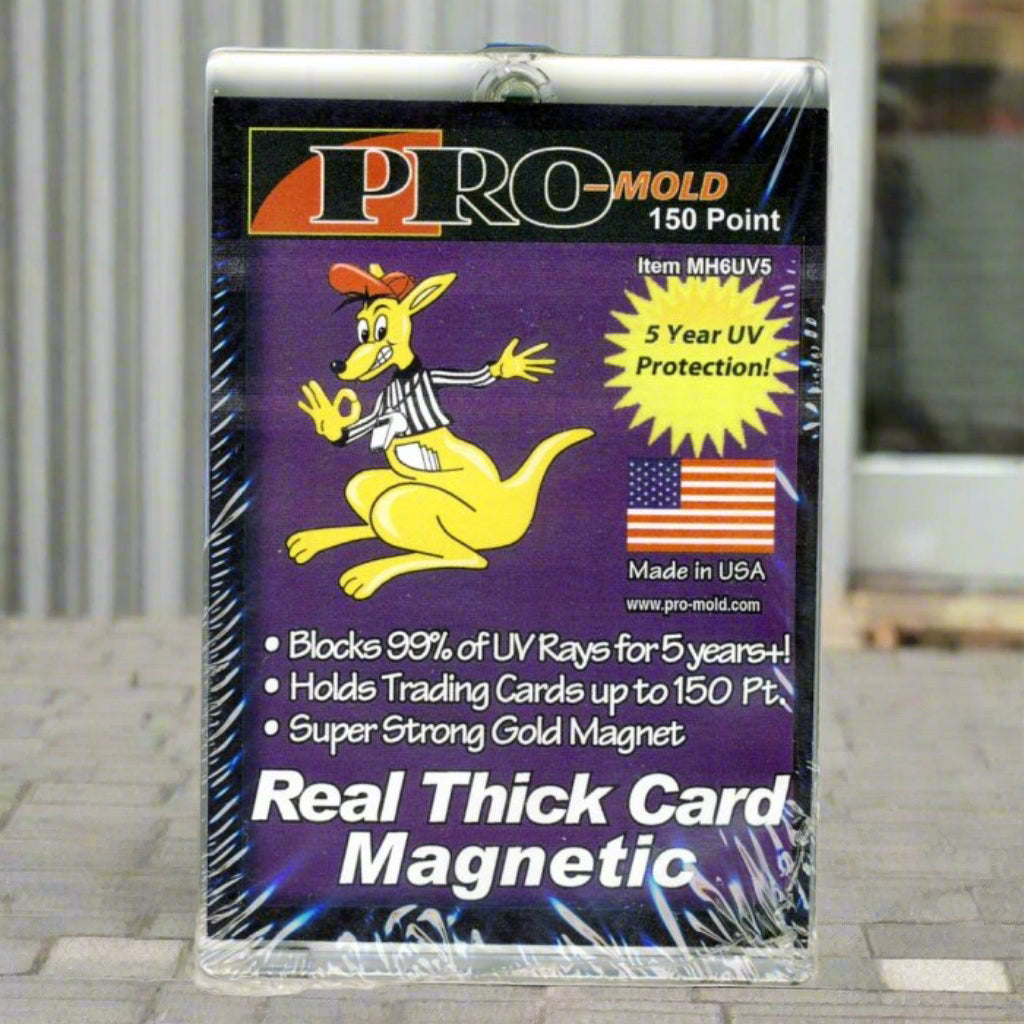 PRO-MOLD
150 Point
Item MH6UV5
5 Year UV
Protection!
Made in USA
www.pro-mold.com
• Blocks 99% of UV Rays for 5 years+!
• Holds Trading Cards up to 150 Pt.
• Super Strong Gold Magnet
Real Thick Card
Magnetic